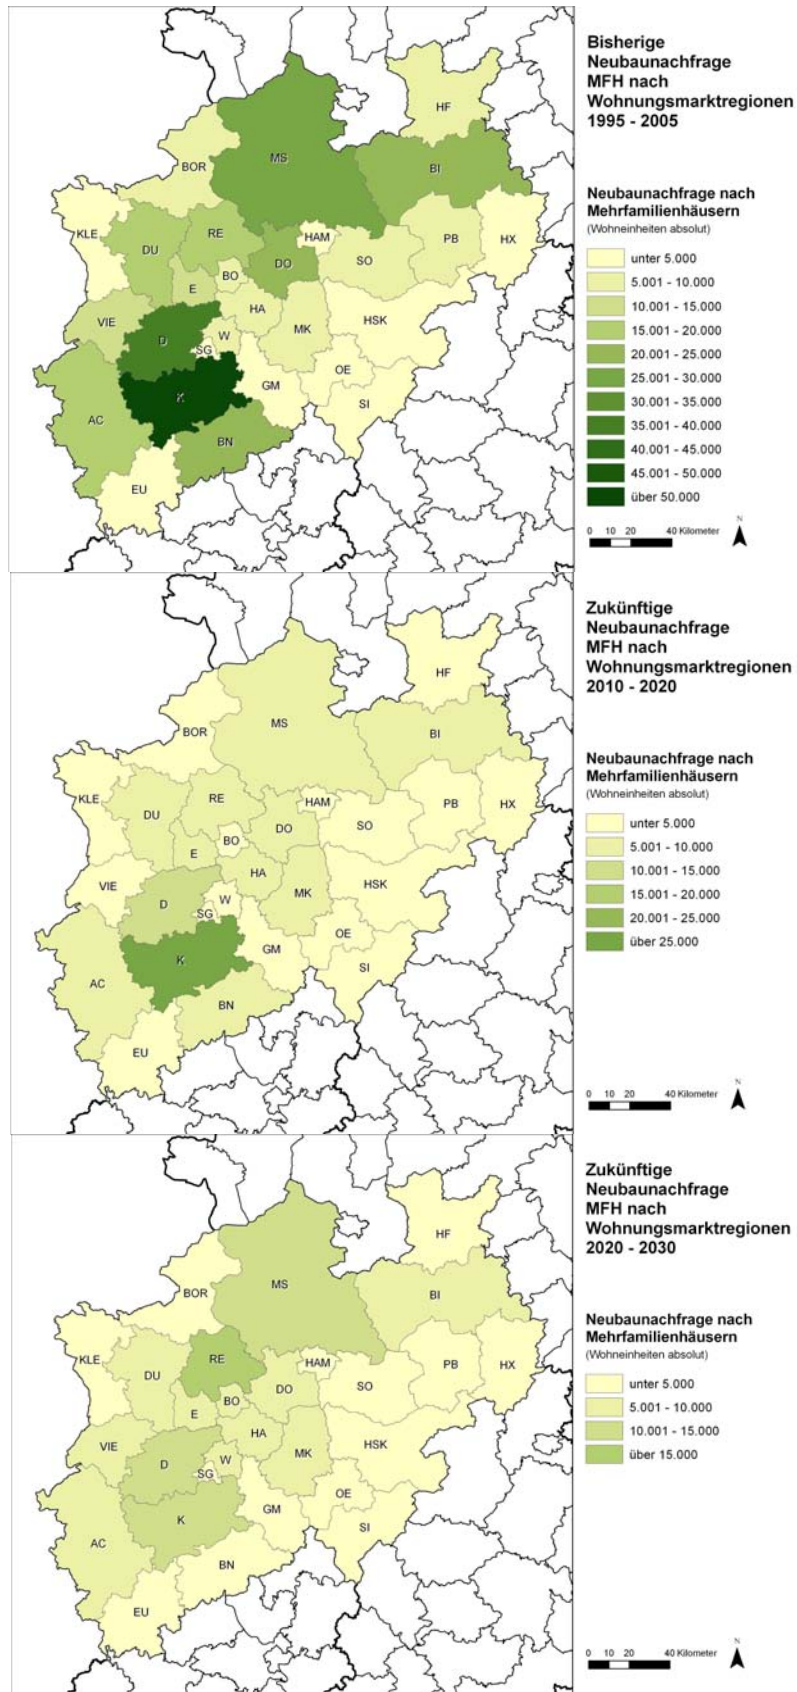 Bisherige
Neubaunachfrage
MFH nach
Wohnungsmarktregionen
1995 - 2005
Neubaunachfrage nach
Mehrfamilienhäusern
(Wohneinheiten absolut)
unter 5.000
5.001 - 10.000
10.001 - 15.000
15.001 - 20.000
20.001 - 25.000
25.001 - 30.000
30.001 - 35.000
35.001 - 40.000
40.001 - 45.000
45.001 - 50.000
über 50.000
0 10 20 40 Kilometer
N
HF
MS
BOR
BI
KLE
DU
RE
HAM
PB
HX
BO
DO
SO
E
HA
VIE
MK
HSK
D
W
SG
OE
K
GM
SI
AC
BN
EU
Zukünftige
Neubaunachfrage
MFH nach
Wohnungsmarktregionen
2010 - 2020
Neubaunachfrage nach
Mehrfamilienhäusern
(Wohneinheiten absolut)
unter 5.000
5.001 - 10.000
10.001 - 15.000
15.001 - 20.000
20.001 - 25.000
über 25.000
0 10 20 40 Kilometer
N
HF
MS
BOR
BI
KLE
DU
RE
HAM
PB
HX
BO
DO
SO
E
HA
VIE
MK
HSK
D
W
SG
OE
K
GM
SI
AC
BN
EU
Zukünftige
Neubaunachfrage
MFH nach
Wohnungsmarktregionen
2020 - 2030
Neubaunachfrage nach
Mehrfamilienhäusern
(Wohneinheiten absolut)
unter 5.000
5.001 - 10.000
10.001 - 15.000
über 15.000
0 10 20 40 Kilometer
N
HF
MS
BOR
BI
KLE
DU
RE
HAM
PB
HX
BO
DO
SO
E
HA
VIE
MK
HSK
D
W
SG
OE
K
GM
SI
AC
BN
EU